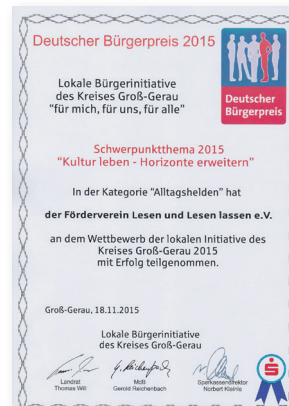 Deutscher Bürgerpreis 2015
Deutscher
Bürgerpreis
Lokale Bürgerinitiative
des Kreises Groß-Gerau
"für mich, für uns, für alle"
Schwerpunktthema 2015
"Kultur leben - Horizonte erweitern"
In der Kategorie "Alltagshelden" hat
der Förderverein Lesen und Lesen lassen e.V.
an dem Wettbewerb der lokalen Initiative des
Kreises Groß-Gerau 2015
mit Erfolg teilgenommen.
Groß-Gerau, 18.11.2015
Lokale Bürgerinitiative
des Kreises Groß-Gerau
Landrat
Thomas Will
MdB
Gerold Reichenbach
Sparkassendirektor
Norbert Kleinle